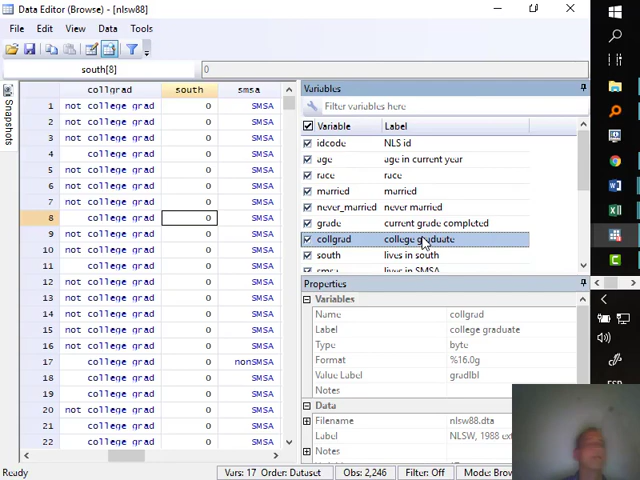 Data Editor (Browse) - [nlsw88]
File Edit View Data Tools
south[8] 0
Snapshots
collgrad south smsa
1 not college grad 0 SMSA
2 not college grad 0 SMSA
3 not college grad 0 SMSA
4 college grad 0 SMSA
5 not college grad 0 SMSA
6 not college grad 0 SMSA
7 not college grad 0 SMSA
8 college grad 0 SMSA
9 not college grad 0 SMSA
10 not college grad 0 SMSA
11 college grad 0 SMSA
12 not college grad 0 SMSA
13 not college grad 0 SMSA
14 not college grad 0 SMSA
15 not college grad 0 SMSA
16 not college grad 0 SMSA
17 college grad 0 nonSMSA
18 college grad 0 SMSA
19 college grad 0 SMSA
20 not college grad 0 SMSA
21 college grad 0 SMSA
22 college grad 0 SMSA
Variables
Filter variables here
Variable Label
idcode NLS id
age age in current year
race race
married married
never_married never married
grade current grade completed
collgrad college graduate
south lives in south
smsa lives in SMSA
Properties
Variables
Name collgrad
Label college graduate
Type byte
Format %16.0g
Value Label gradlbl
Notes
Data
Filename nlsw88.dta
Label NLSW, 1988 ex
Ready Vars: 17 Order: Dataset Obs: 2,246 Filter: Off Mode: Brow